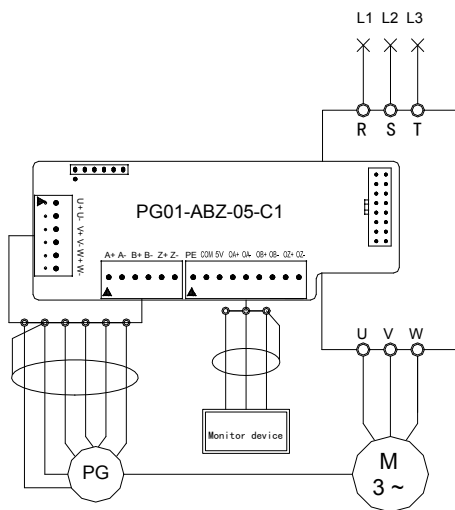 L1 L2 L3
R S T
PG01-ABZ-05-C1
U+
U-
V+
V-
W+
W-
A+ A- B+ B- Z+ Z- PE COM 5V OA+ OA- OB+ OB- OZ+ OZ-
U V W
Monitor device
PG
M
3 ~